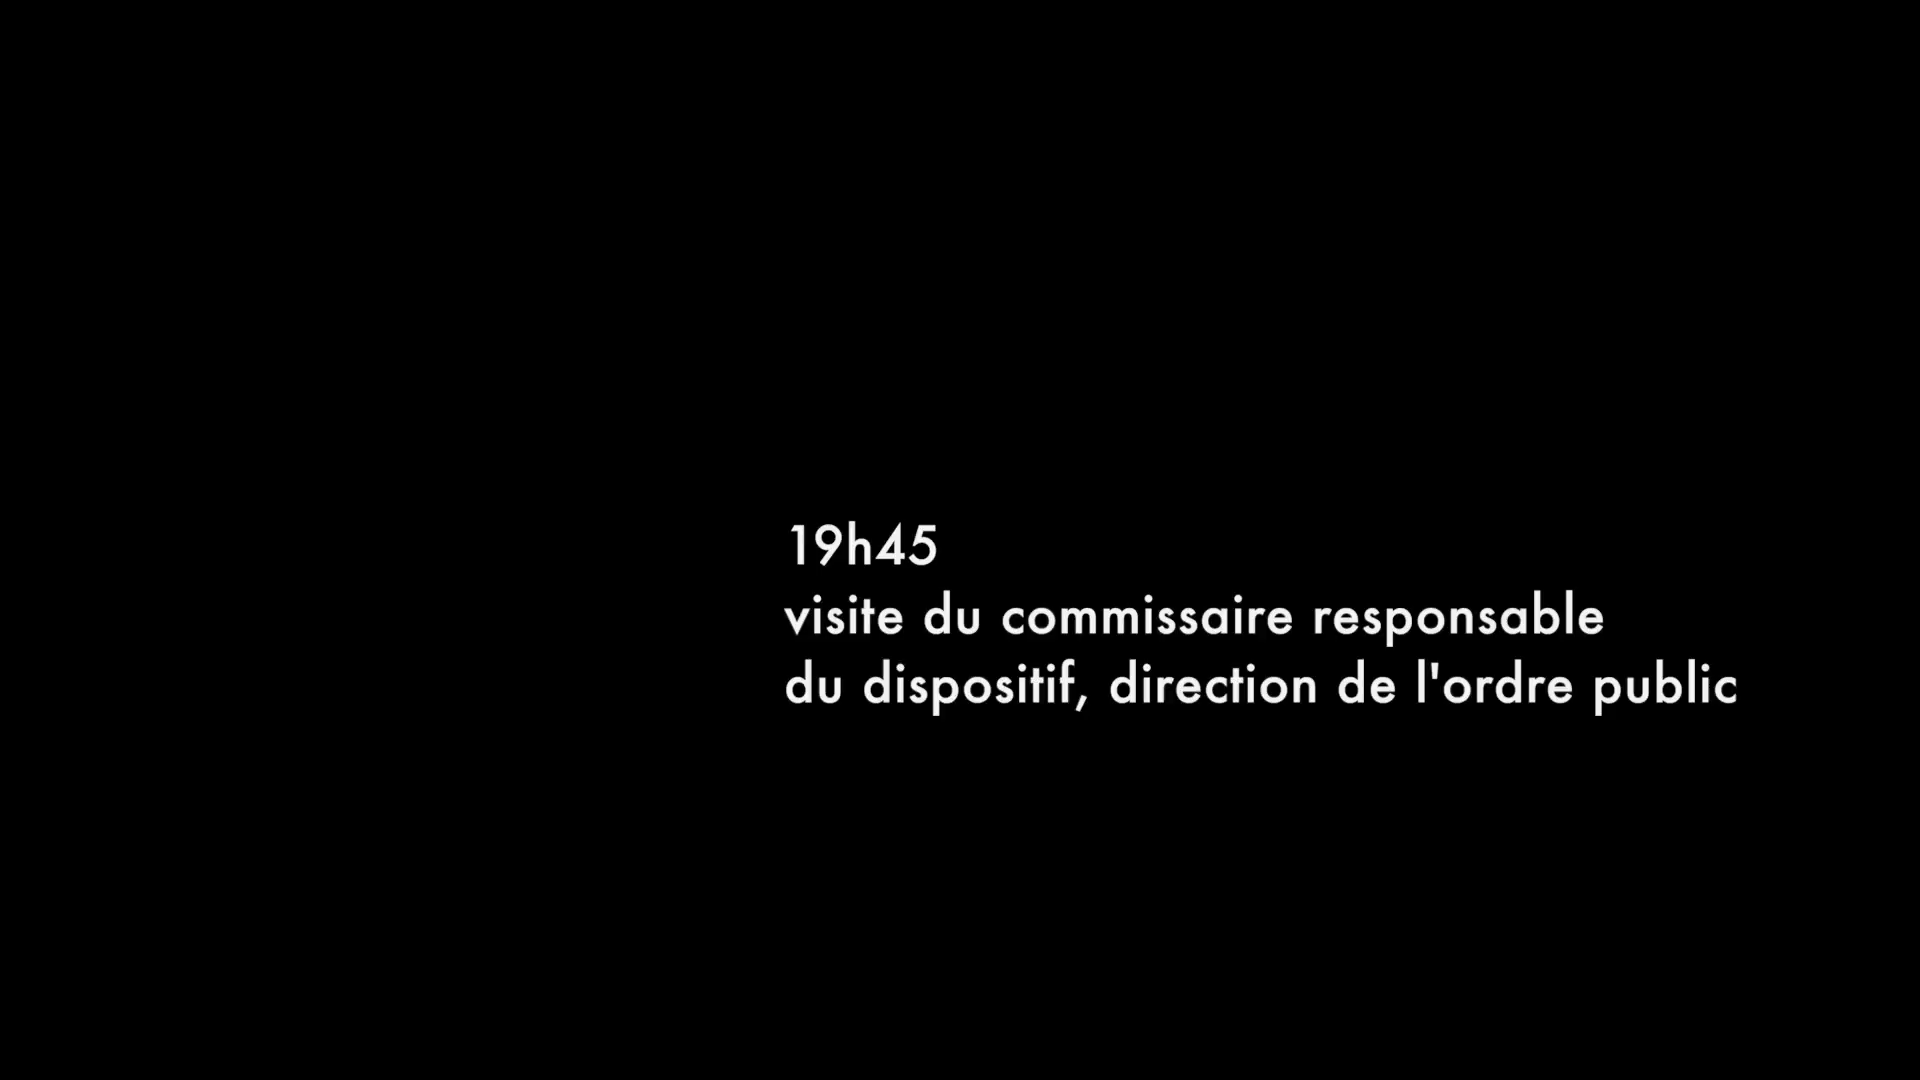 19h45
visite du commissaire responsable
du dispositif, direction de l'ordre public